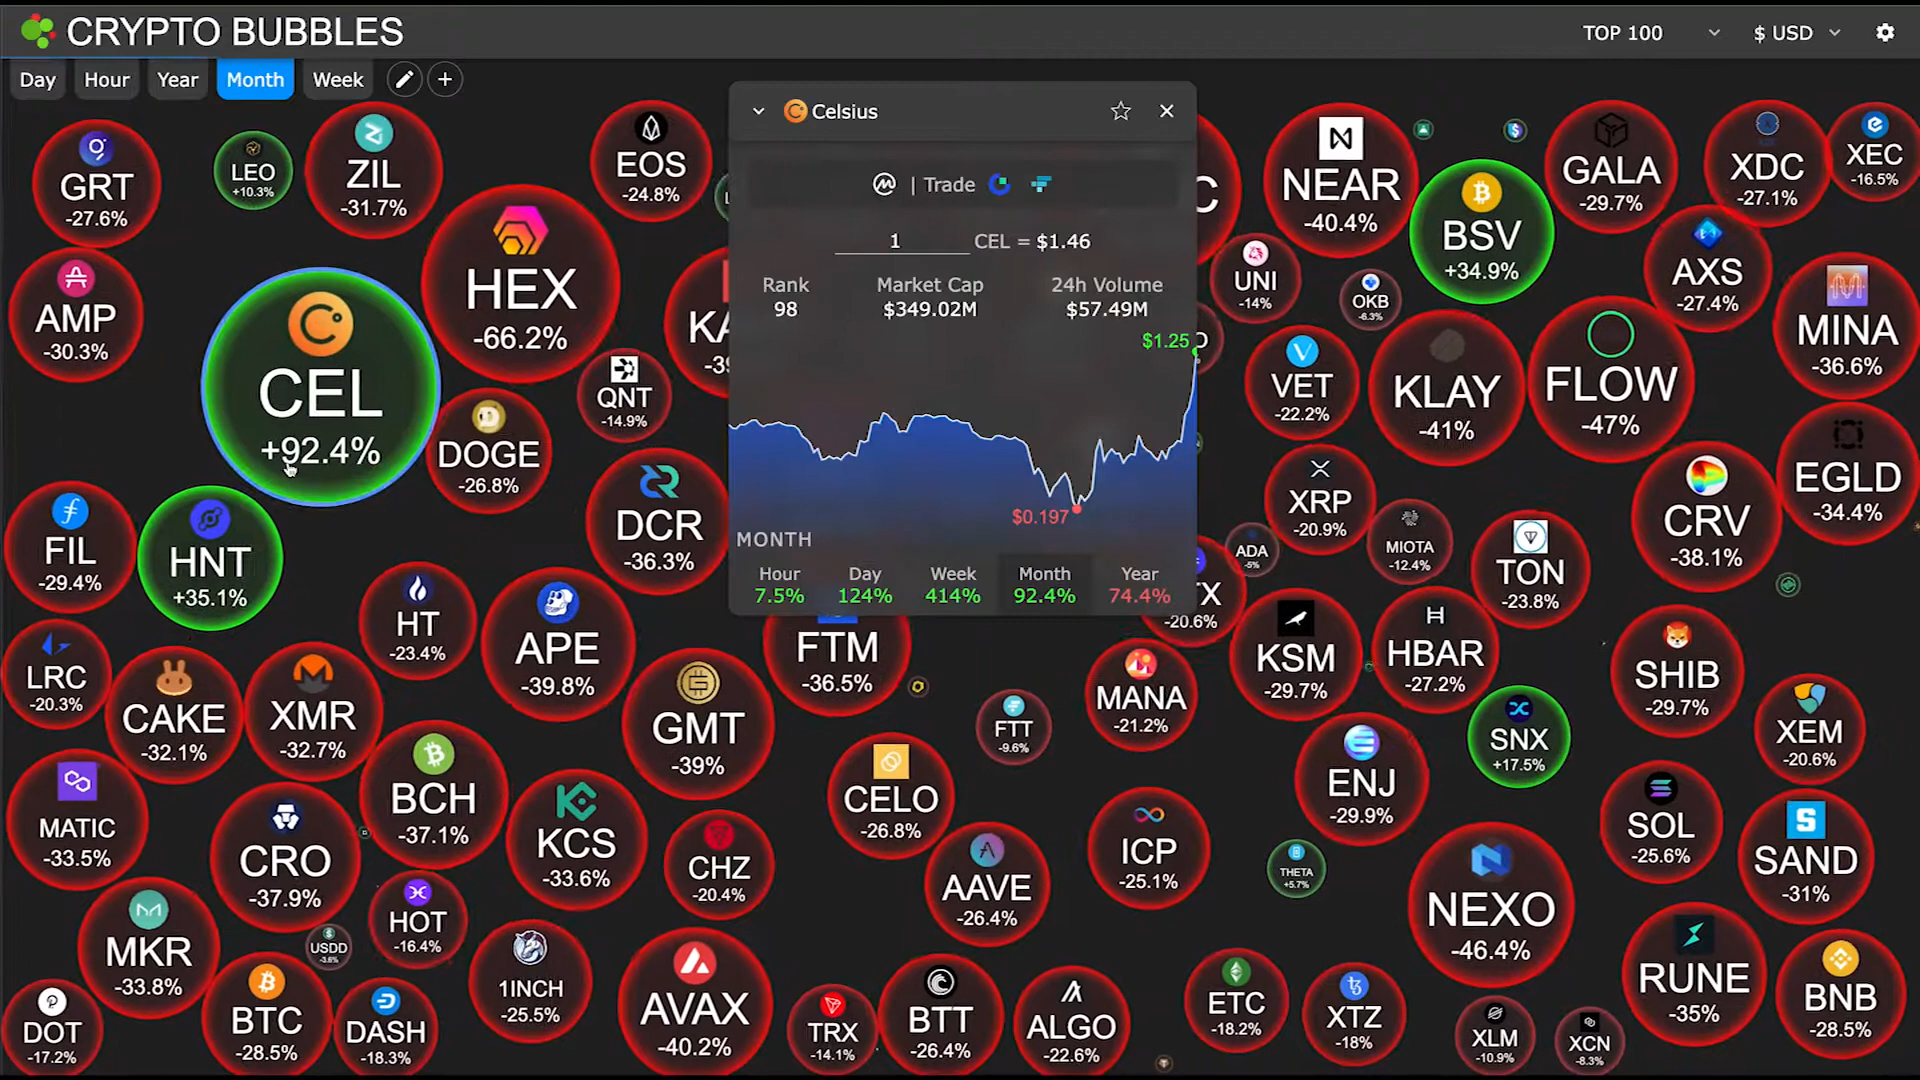 CRYPTO BUBBLES
TOP 100
$ USD
Day
Hour
Year
Month
Week
Celsius
| Trade
1 CEL = $1.46
Rank
98
Market Cap
$349.02M
24h Volume
$57.49M
$1.25
$0.197
MONTH
Hour
7.5%
Day
124%
Week
414%
Month
92.4%
Year
74.4%
GRT
-27.6%
LEO
+10.3%
ZIL
-31.7%
EOS
-24.8%
NEAR
-40.4%
BSV
+34.9%
GALA
-29.7%
XDC
-27.1%
XEC
-16.5%
AMP
-30.3%
CEL
+92.4%
HEX
-66.2%
QNT
-14.9%
UNI
-14%
OKB
-6.3%
AXS
-27.4%
MINA
-36.6%
DOGE
-26.8%
VET
-22.2%
KLAY
-41%
FLOW
-47%
FIL
-29.4%
HNT
+35.1%
DCR
-36.3%
XRP
-20.9%
ADA
-5%
MIOTA
-12.4%
TON
-23.8%
CRV
-38.1%
EGLD
-34.4%
LRC
-20.3%
CAKE
-32.1%
XMR
-32.7%
HT
-23.4%
APE
-39.8%
GMT
-39%
FTM
-36.5%
FTT
-9.6%
MANA
-21.2%
-20.6%
KSM
-29.7%
HBAR
-27.2%
SNX
+17.5%
SHIB
-29.7%
XEM
-20.6%
MATIC
-33.5%
CRO
-37.9%
BCH
-37.1%
KCS
-33.6%
CHZ
-20.4%
CELO
-26.8%
AAVE
-26.4%
ICP
-25.1%
ENJ
-29.9%
THETA
+5.7%
NEXO
-46.4%
SOL
-25.6%
SAND
-31%
MKR
-33.8%
USDD
-3.6%
HOT
-16.4%
1INCH
-25.5%
AVAX
-40.2%
TRX
-14.1%
BTT
-26.4%
ALGO
-22.6%
ETC
-18.2%
XTZ
-18%
XLM
-10.9%
XCN
-8.3%
RUNE
-35%
BNB
-28.5%
DOT
-17.2%
BTC
-28.5%
DASH
-18.3%